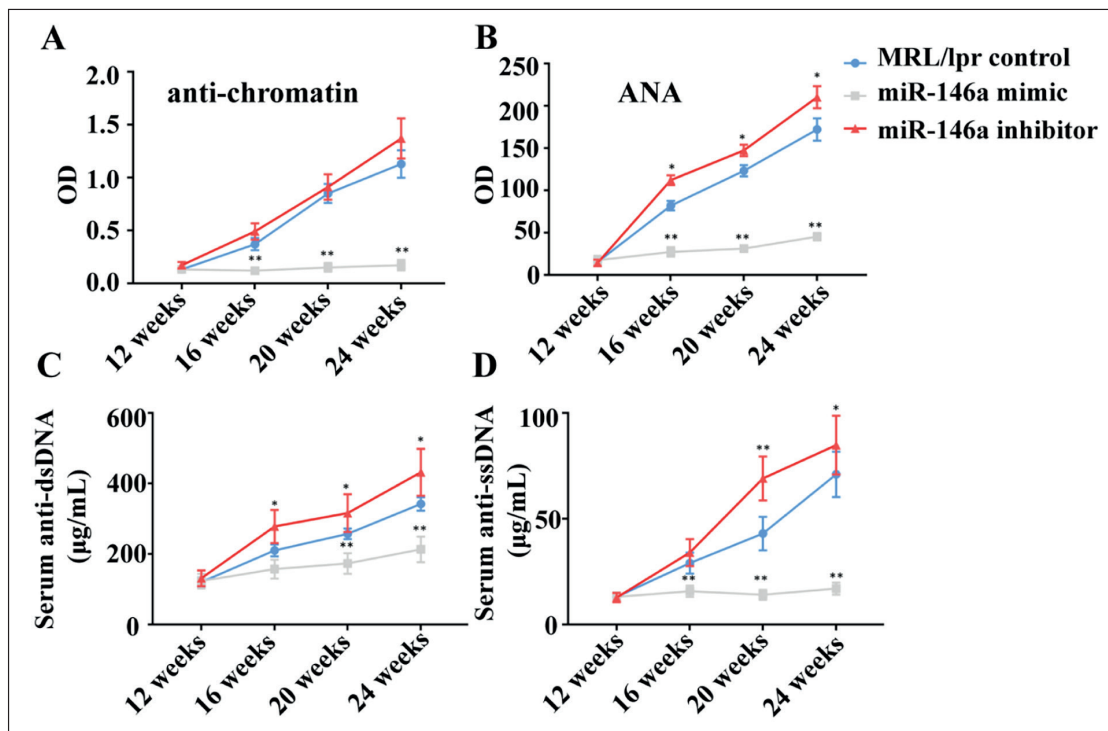 A
anti-chromatin
OD
2.0
1.5
1.0
0.5
0.0
**
**
**
12 weeks
16 weeks
20 weeks
24 weeks
B
ANA
OD
250
200
150
100
50
0
*
*
*
**
**
**
12 weeks
16 weeks
20 weeks
24 weeks
MRL/lpr control
miR-146a mimic
miR-146a inhibitor
C
Serum anti-dsDNA
(µg/mL)
600
400
200
0
*
*
*
**
**
12 weeks
16 weeks
20 weeks
24 weeks
D
Serum anti-ssDNA
(µg/mL)
100
50
0
**
*
**
**
**
12 weeks
16 weeks
20 weeks
24 weeks